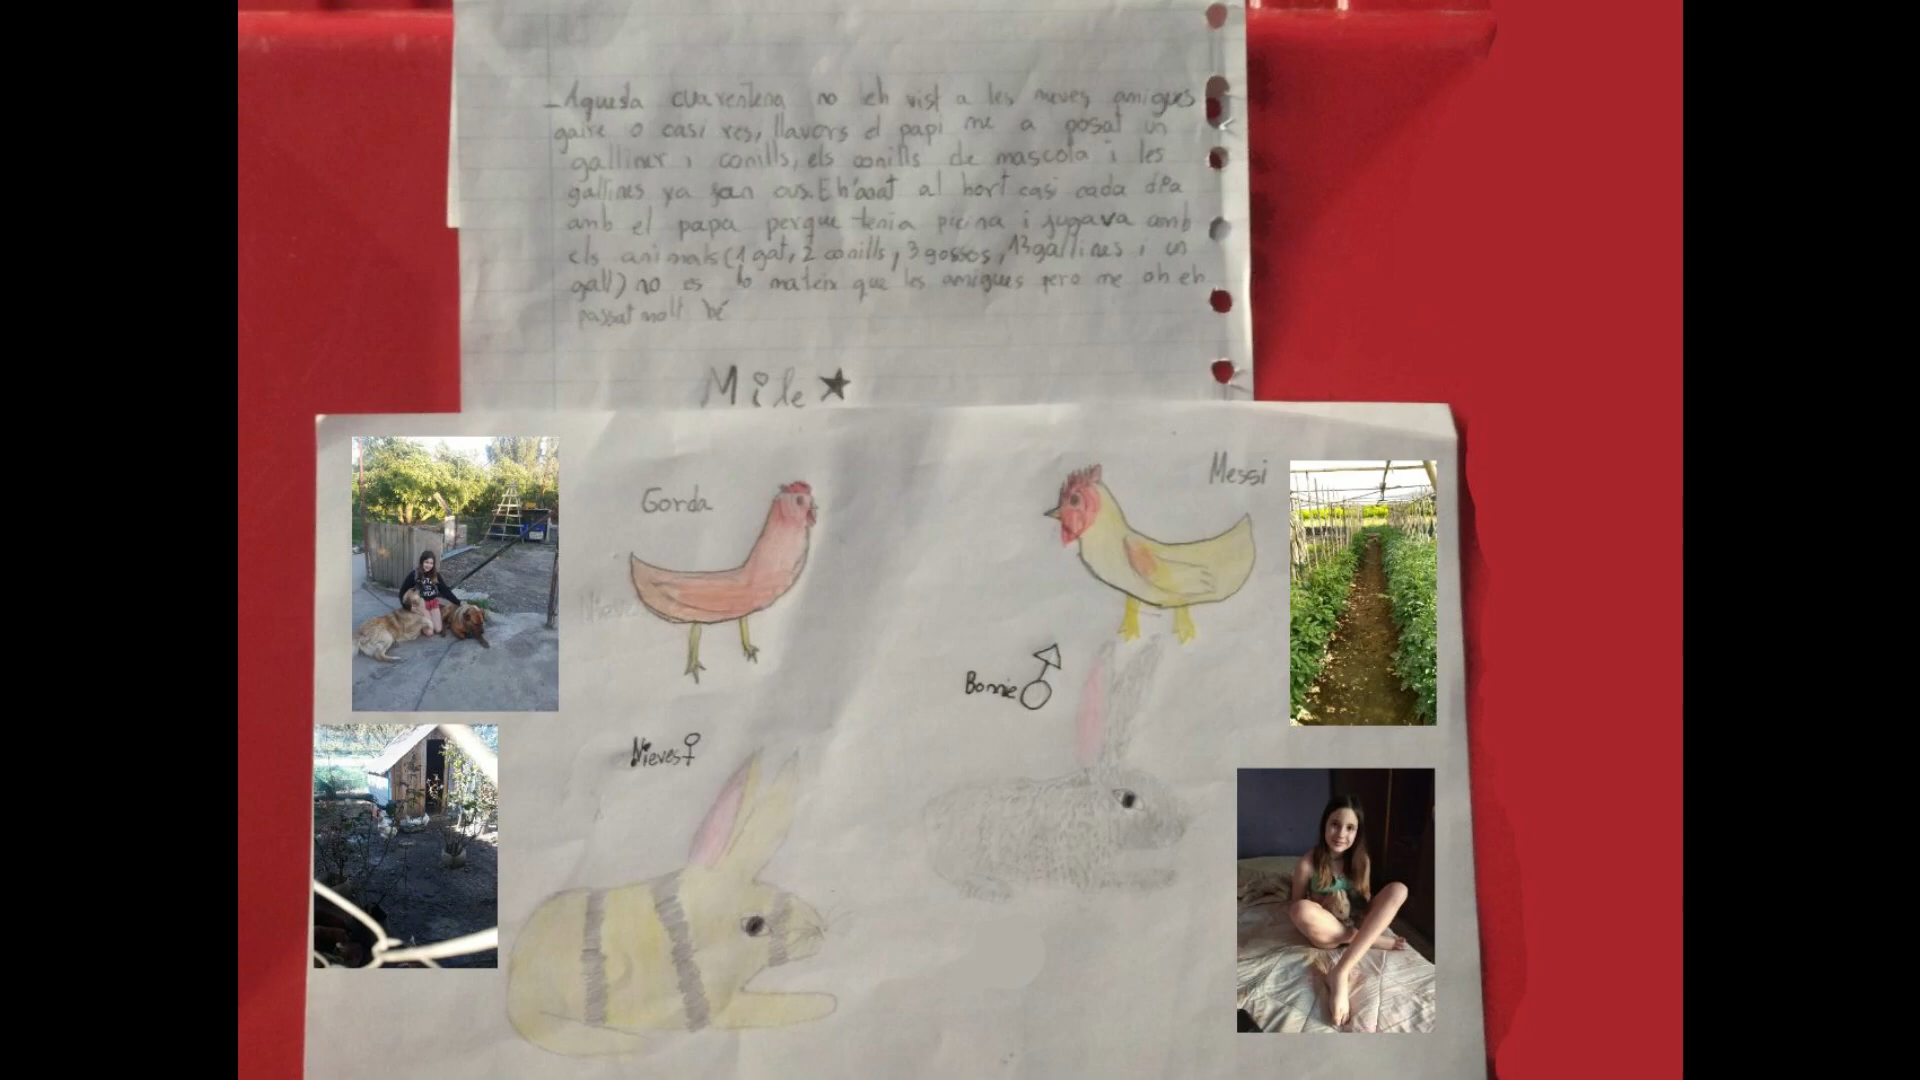 - Aquesta cuarentena no eh vist a les meves amigues
gaire o casi res, llavors el papi me a posat un
galliner i conills, els conills de mascota i les
gallines ya fan ous. Eh anat al hort casi cada dia
amb el papa perque tenia picina i jugava amb
els animals (1 gat, 2 conills, 3 gossos, 13 gallines i un
gall) no es lo mateix que les amigues pero me oh eh
passat molt bé
Mile ★
Gorda
Messi
Bonnie ♂
Nieves ♀